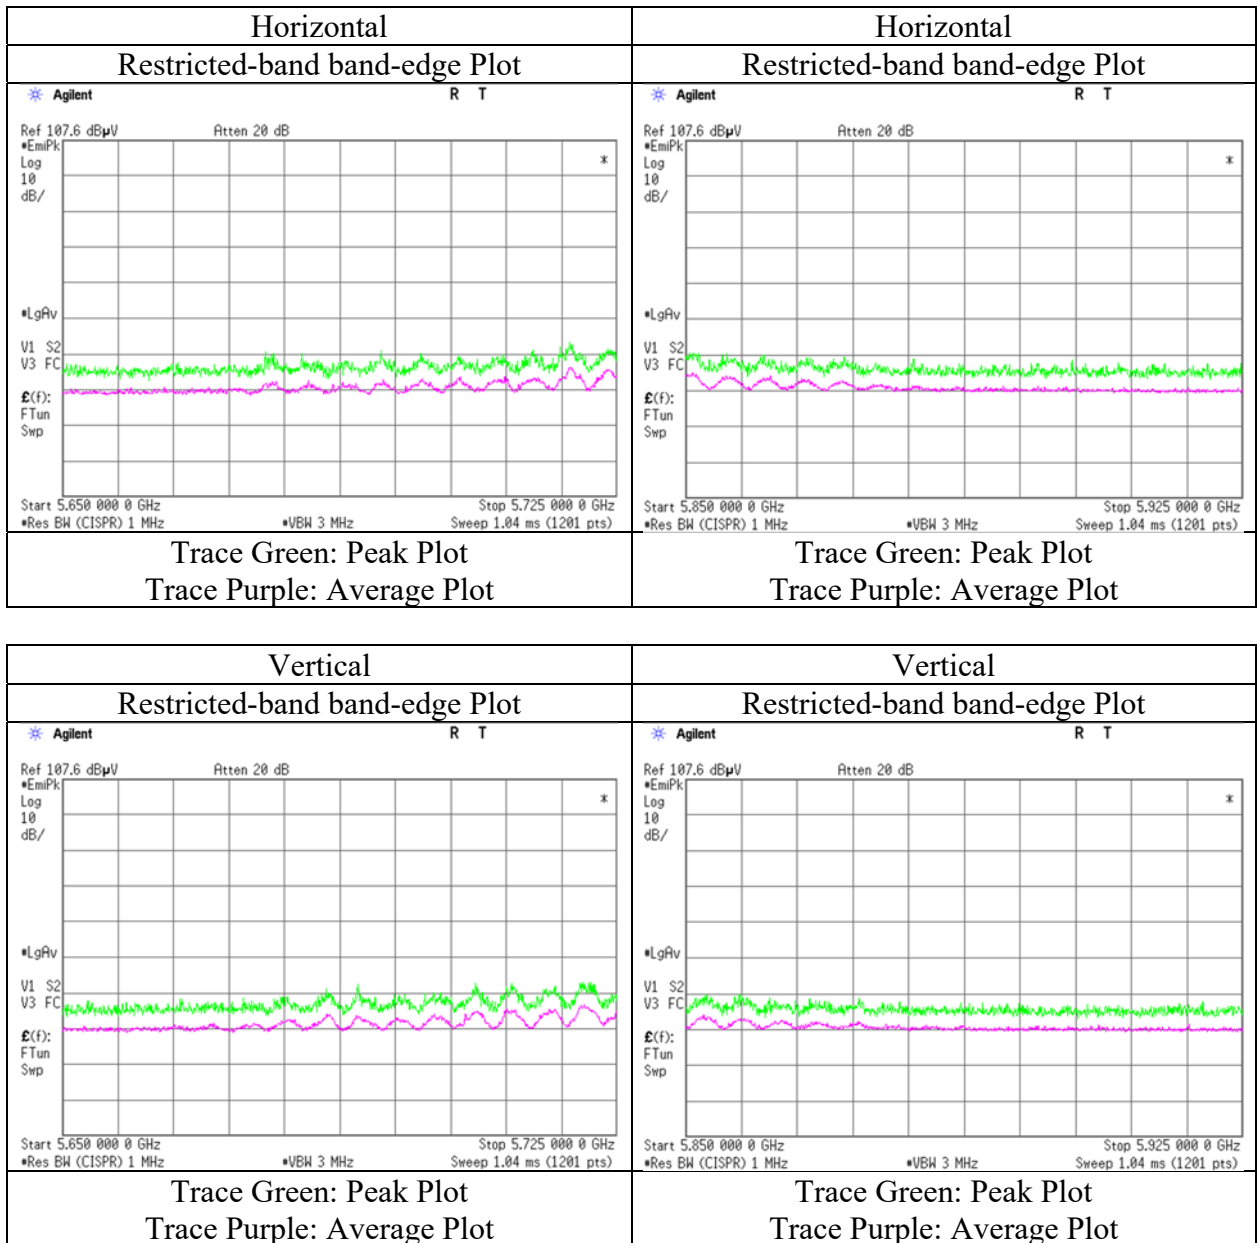 Horizontal
Horizontal
Restricted-band band-edge Plot
Restricted-band band-edge Plot
Agilent R T
Ref 107.6 dBµV Atten 20 dB
*EmiPk
Log
10
dB/
*
*LgAv
V1 S2
V3 FC
£(f):
FTun
Swp
Start 5.650 000 0 GHz Stop 5.725 000 0 GHz
*Res BW (CISPR) 1 MHz *VBW 3 MHz Sweep 1.04 ms (1201 pts)
Agilent R T
Ref 107.6 dBµV Atten 20 dB
*EmiPk
Log
10
dB/
*
*LgAv
V1 S2
V3 FC
£(f):
FTun
Swp
Start 5.850 000 0 GHz Stop 5.925 000 0 GHz
*Res BW (CISPR) 1 MHz *VBW 3 MHz Sweep 1.04 ms (1201 pts)
Trace Green: Peak Plot
Trace Purple: Average Plot
Trace Green: Peak Plot
Trace Purple: Average Plot
Vertical
Vertical
Restricted-band band-edge Plot
Restricted-band band-edge Plot
Agilent R T
Ref 107.6 dBµV Atten 20 dB
*EmiPk
Log
10
dB/
*
*LgAv
V1 S2
V3 FC
£(f):
FTun
Swp
Start 5.650 000 0 GHz Stop 5.725 000 0 GHz
*Res BW (CISPR) 1 MHz *VBW 3 MHz Sweep 1.04 ms (1201 pts)
Agilent R T
Ref 107.6 dBµV Atten 20 dB
*EmiPk
Log
10
dB/
*
*LgAv
V1 S2
V3 FC
£(f):
FTun
Swp
Start 5.850 000 0 GHz Stop 5.925 000 0 GHz
*Res BW (CISPR) 1 MHz *VBW 3 MHz Sweep 1.04 ms (1201 pts)
Trace Green: Peak Plot
Trace Purple: Average Plot
Trace Green: Peak Plot
Trace Purple: Average Plot